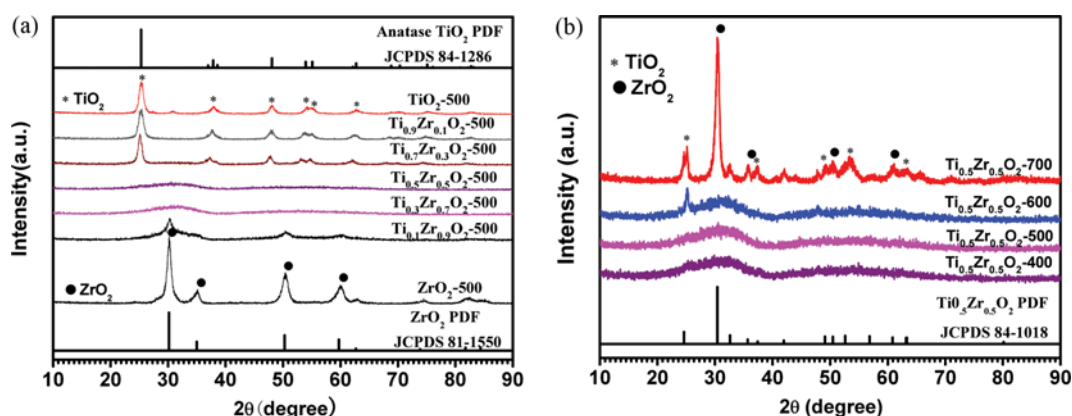 (a)
Anatase TiO2 PDF
JCPDS 84-1286
* TiO2
TiO2-500
Ti0.9Zr0.1O2-500
Ti0.7Zr0.3O2-500
Ti0.5Zr0.5O2-500
Ti0.3Zr0.7O2-500
Ti0.1Zr0.9O2-500
● ZrO2
ZrO2-500
ZrO2 PDF
JCPDS 81-1550
Intensity(a.u.)
10 20 30 40 50 60 70 80 90
2θ (degree)
(b)
* TiO2
● ZrO2
Ti0.5Zr0.5O2-700
Ti0.5Zr0.5O2-600
Ti0.5Zr0.5O2-500
Ti0.5Zr0.5O2-400
Ti0.5Zr0.5O2 PDF
JCPDS 84-1018
Intensity (a.u.)
10 20 30 40 50 60 70 80 90
2θ (degree)